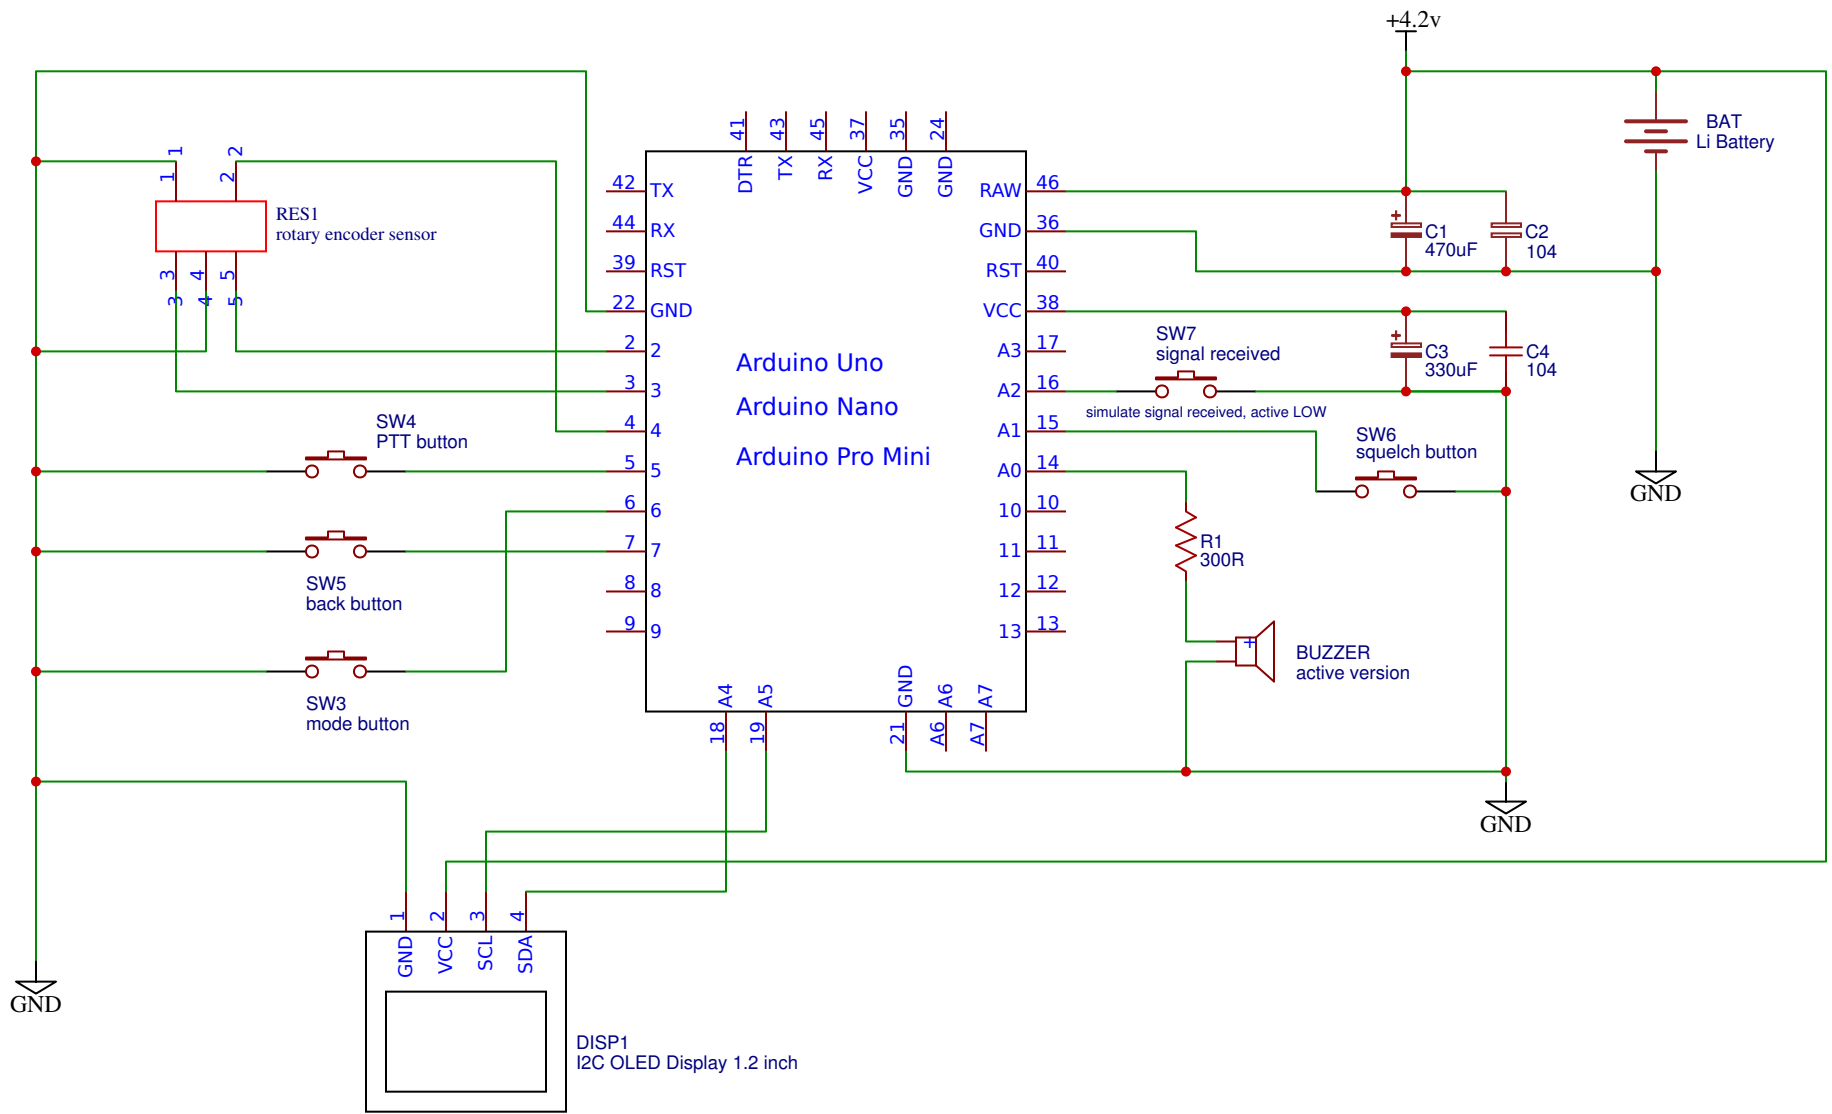 +4.2v
BAT
Li Battery
41
43
45
37
35
24
DTR
TX
RX
VCC
GND
GND
1
2
1
2
RES1
rotary encoder sensor
3
4
5
3
4
5
42 TX
44 RX
39 RST
22 GND
2 2
3 3
4 4
5 5
6 6
7 7
8 8
9 9
RAW 46
GND 36
RST 40
VCC 38
A3 17
A2 16
A1 15
A0 14
10 10
11 11
12 12
13 13
Arduino Uno
Arduino Nano
Arduino Pro Mini
+
C1
470uF
C2
104
+
C3
330uF
C4
104
SW7
signal received
simulate signal received, active LOW
SW6
squelch button
GND
SW4
PTT button
SW5
back button
SW3
mode button
R1
300R
+
BUZZER
active version
A4
A5
GND
A6
A7
18
19
21
A6
A7
GND
GND
1
2
3
4
GND
VCC
SCL
SDA
DISP1
I2C OLED Display 1.2 inch